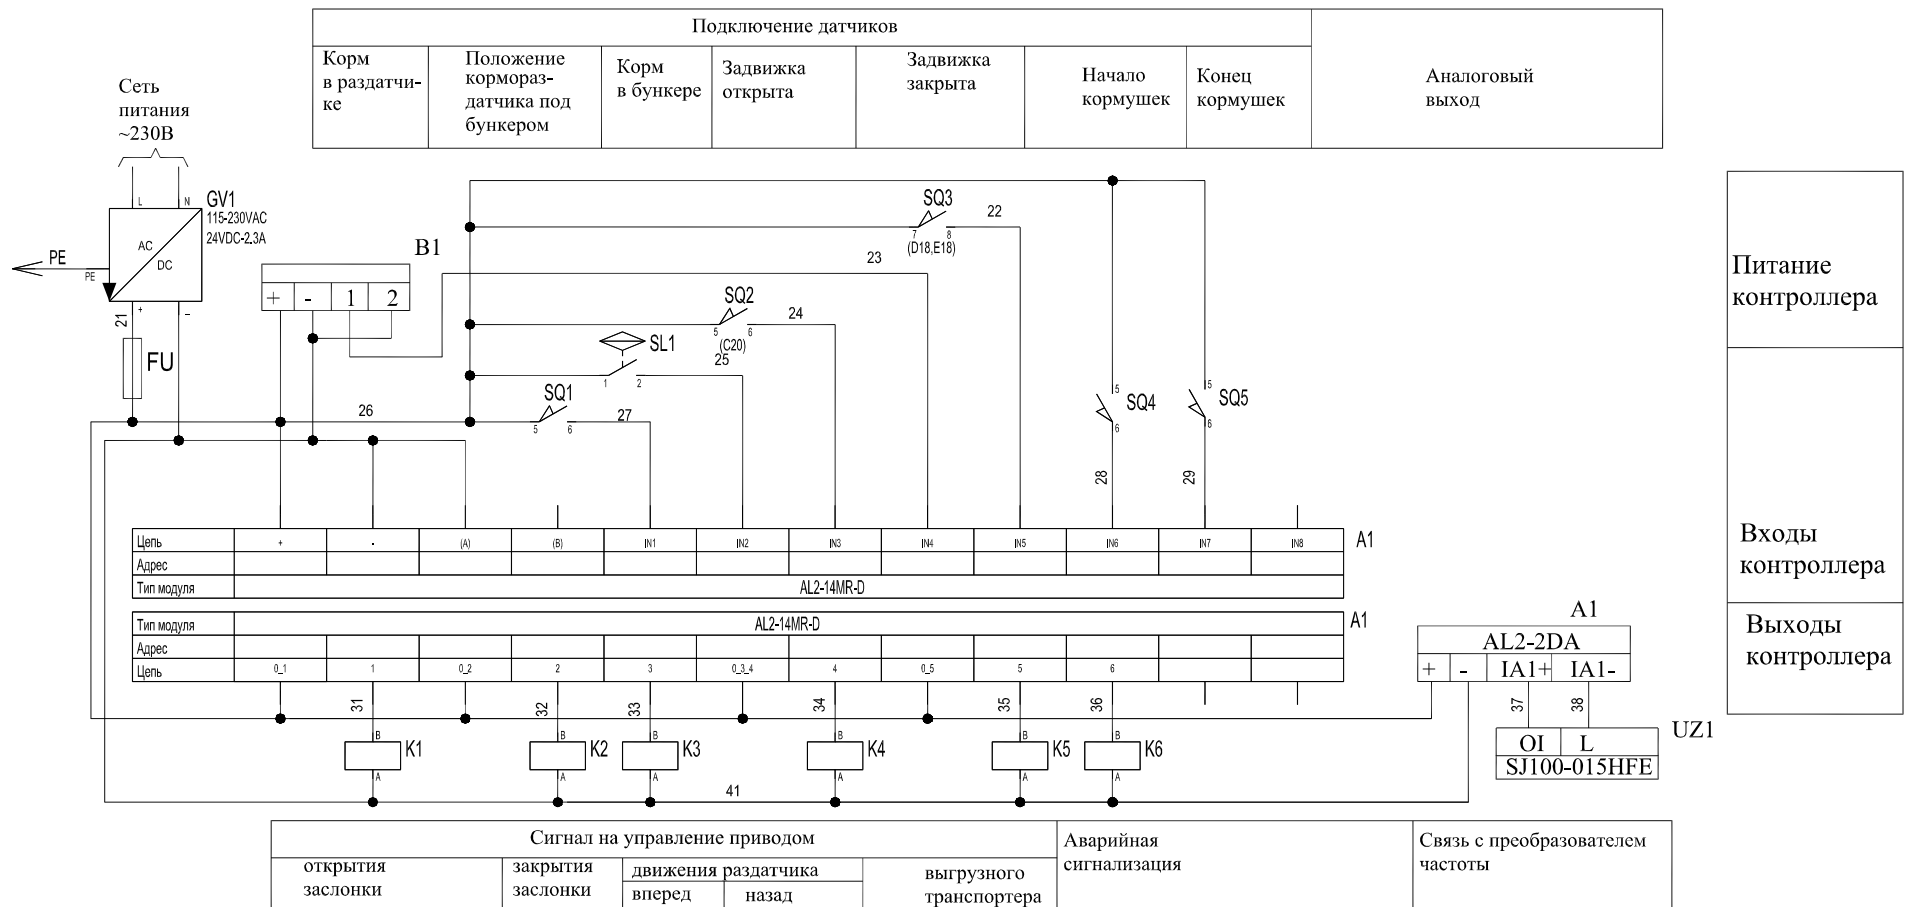 Подключение датчиков
Корм
в раздатчи-
ке
Положение
кормораз-
датчика под
бункером
Корм
в бункере
Задвижка
открыта
Задвижка
закрыта
Начало
кормушек
Конец
кормушек
Аналоговый
выход
Сеть
питания
~230В
L N
GV1
115-230VAC
24VDC-2.3A
AC
DC
PE
PE
+ -
21
FU
B1
+ - 1 2
SQ3
7 8
(D18,E18)
22
23
SQ2
5 6
(C20)
24
SL1
1 2
25
SQ1
5 6
26
27
SQ4
5
6
28
SQ5
5
6
29
Питание
контроллера
Входы
контроллера
Выходы
контроллера
Цепь + - (A) (B) IN1 IN2 IN3 IN4 IN5 IN6 IN7 IN8 A1
Адрес
Тип модуля AL2-14MR-D
Тип модуля AL2-14MR-D A1
Адрес
Цепь 0_1 1 0_2 2 3 0_3_4 4 0_5 5 6
A1
AL2-2DA
+ - IA1+ IA1-
31 32 33 34 35 36 37 38
B B B B B B
K1 K2 K3 K4 K5 K6
A A A A A A
41
UZ1
OI L
SJ100-015HFE
Сигнал на управление приводом
открытия
заслонки
закрытия
заслонки
движения раздатчика
вперед назад
выгрузного
транспортера
Аварийная
сигнализация
Связь с преобразователем
частоты